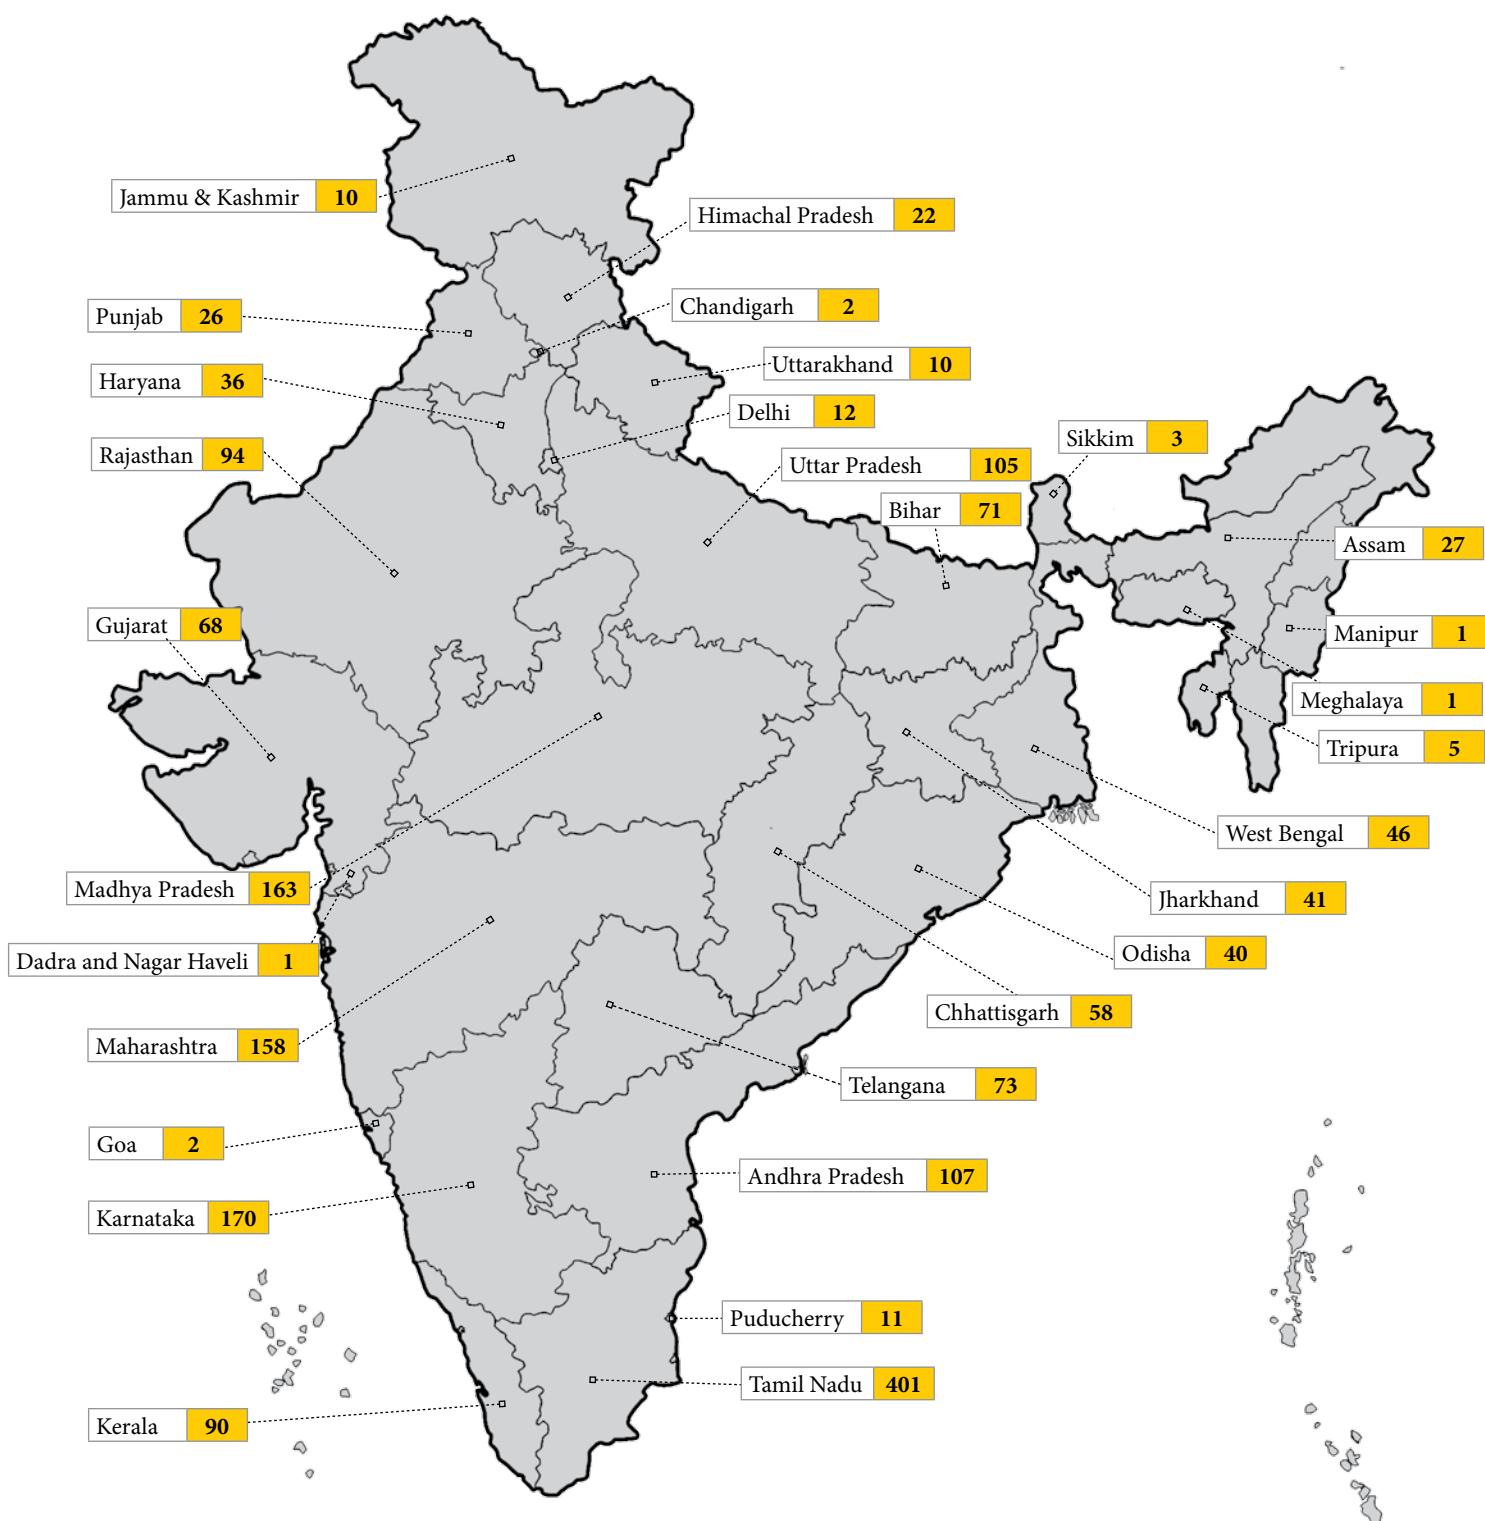 Jammu & Kashmir 10
Himachal Pradesh 22
Chandigarh 2
Punjab 26
Uttarakhand 10
Haryana 36
Delhi 12
Sikkim 3
Rajasthan 94
Uttar Pradesh 105
Bihar 71
Assam 27
Gujarat 68
Manipur 1
Meghalaya 1
Tripura 5
West Bengal 46
Madhya Pradesh 163
Jharkhand 41
Odisha 40
Dadra and Nagar Haveli 1
Chhattisgarh 58
Maharashtra 158
Telangana 73
Goa 2
Andhra Pradesh 107
Karnataka 170
Puducherry 11
Tamil Nadu 401
Kerala 90